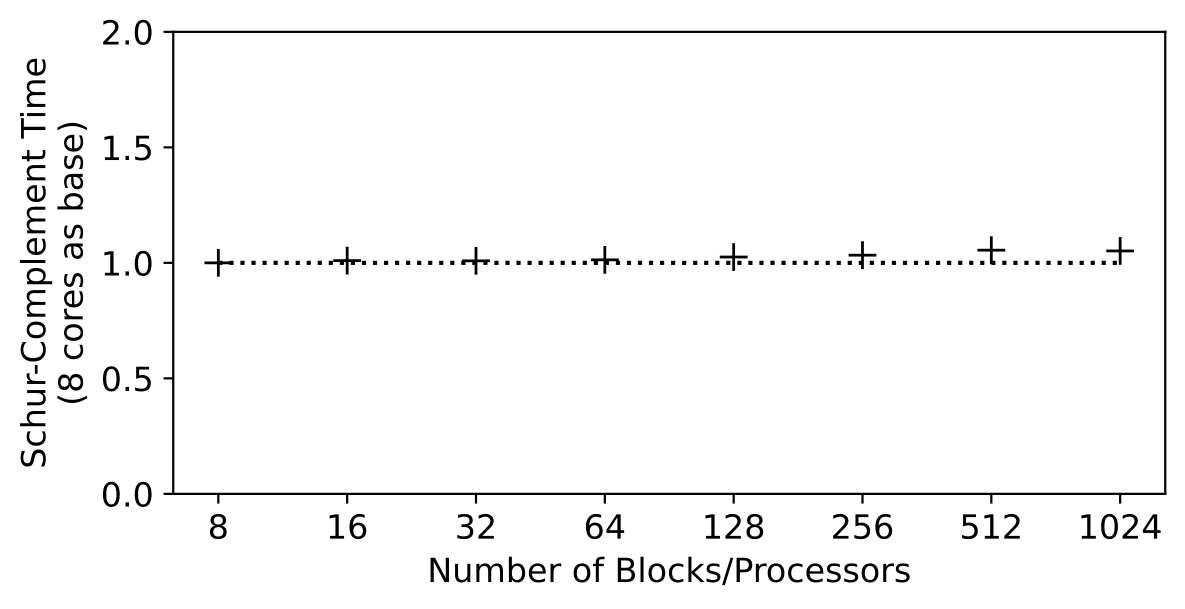 Schur-Complement Time
(8 cores as base)
2.0
1.5
1.0
0.5
0.0
8 16 32 64 128 256 512 1024
Number of Blocks/Processors